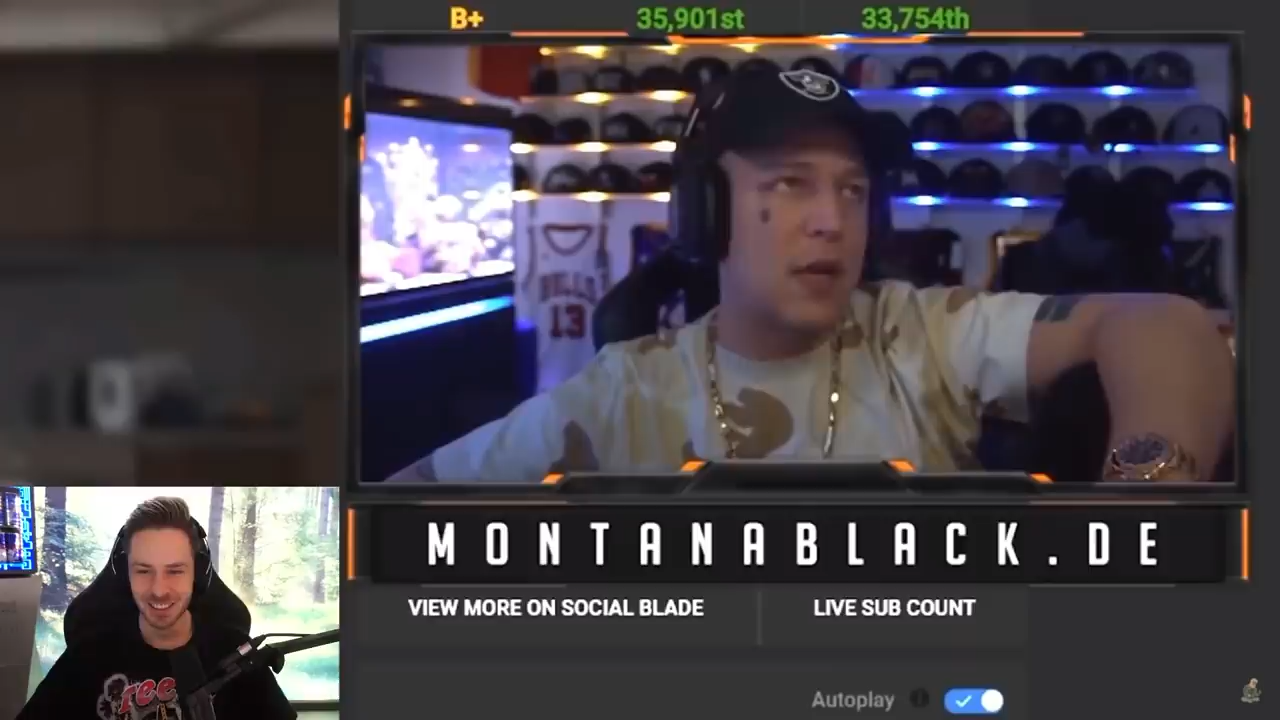 B+ 35,901st 33,754th
BULLS
13
MONTANABLACK.DE
VIEW MORE ON SOCIAL BLADE LIVE SUB COUNT
Autoplay